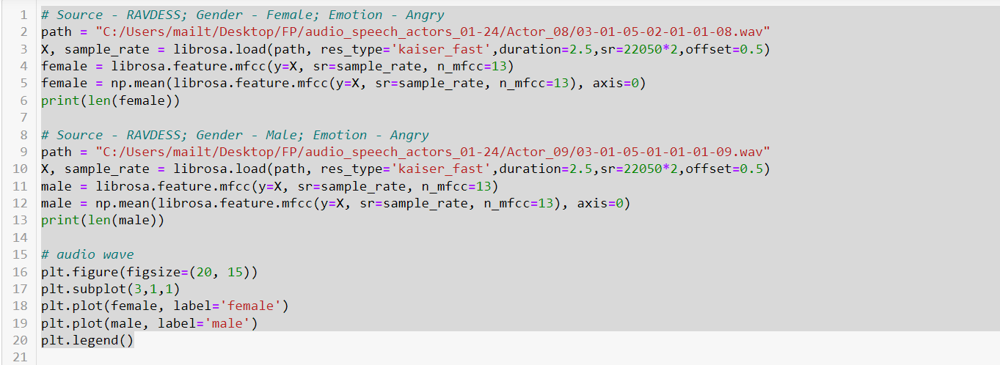 1 # Source - RAVDESS; Gender - Female; Emotion - Angry
2 path = "C:/Users/mailt/Desktop/FP/audio_speech_actors_01-24/Actor_08/03-01-05-02-01-01-08.wav"
3 X, sample_rate = librosa.load(path, res_type='kaiser_fast',duration=2.5,sr=22050*2,offset=0.5)
4 female = librosa.feature.mfcc(y=X, sr=sample_rate, n_mfcc=13)
5 female = np.mean(librosa.feature.mfcc(y=X, sr=sample_rate, n_mfcc=13), axis=0)
6 print(len(female))
7
8 # Source - RAVDESS; Gender - Male; Emotion - Angry
9 path = "C:/Users/mailt/Desktop/FP/audio_speech_actors_01-24/Actor_09/03-01-05-01-01-01-09.wav"
10 X, sample_rate = librosa.load(path, res_type='kaiser_fast',duration=2.5,sr=22050*2,offset=0.5)
11 male = librosa.feature.mfcc(y=X, sr=sample_rate, n_mfcc=13)
12 male = np.mean(librosa.feature.mfcc(y=X, sr=sample_rate, n_mfcc=13), axis=0)
13 print(len(male))
14
15 # audio wave
16 plt.figure(figsize=(20, 15))
17 plt.subplot(3,1,1)
18 plt.plot(female, label='female')
19 plt.plot(male, label='male')
20 plt.legend()
21